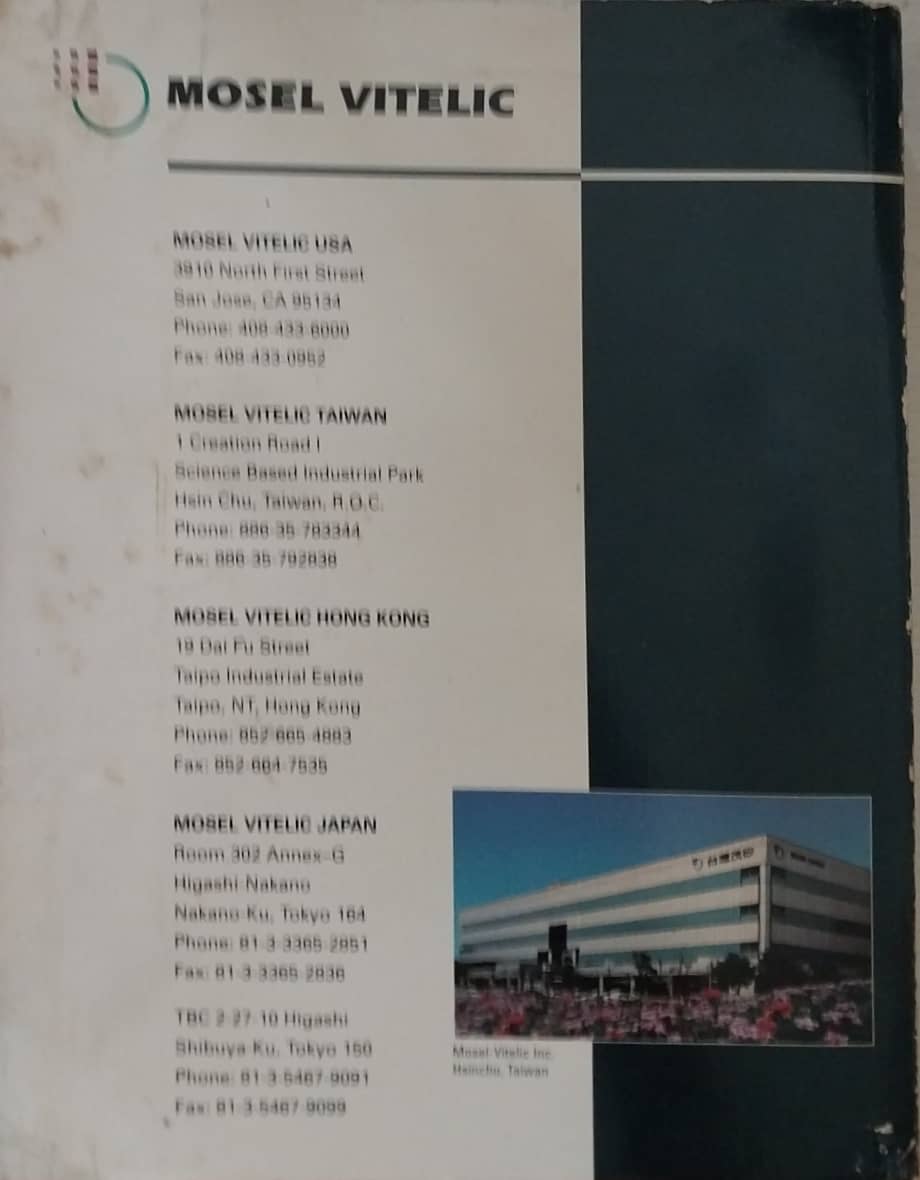 MOSEL VITELIC
MOSEL VITELIC USA
3910 North First Street
San Jose, CA 95134
Phone: 408-433-6000
Fax: 408-433-0952
MOSEL VITELIC TAIWAN
1 Creation Road I
Science Based Industrial Park
Hsin Chu, Taiwan, R.O.C.
Phone: 886-35-783344
Fax: 886-35-792838
MOSEL VITELIC HONG KONG
19 Dai Fu Street
Taipo Industrial Estate
Taipo, NT, Hong Kong
Phone: 852-665-4883
Fax: 852-664-7535
MOSEL VITELIC JAPAN
Room 302 Annex-G
Higashi-Nakano
Nakano-Ku, Tokyo 164
Phone: 81-3-3365-2851
Fax: 81-3-3365-2836
TBC 2-27-10 Higashi
Shibuya-Ku, Tokyo 150
Phone: 81-3-5467-9091
Fax: 81-3-5467-9099
台灣茂矽
Mosel-Vitelic Inc.
Hsinchu, Taiwan